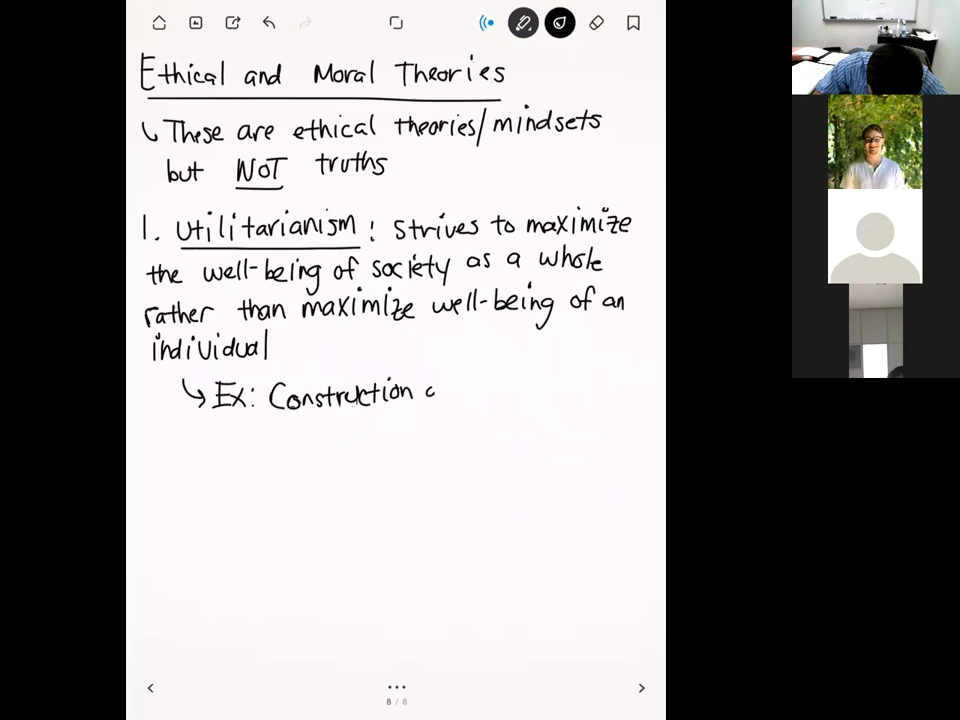 Ethical and Moral Theories
↳ These are ethical theories/mindsets
but NOT truths
1. Utilitarianism: strives to maximize
the well-being of society as a whole
rather than maximize well-being of an
individual
↳ Ex: Construction c
8 / 8